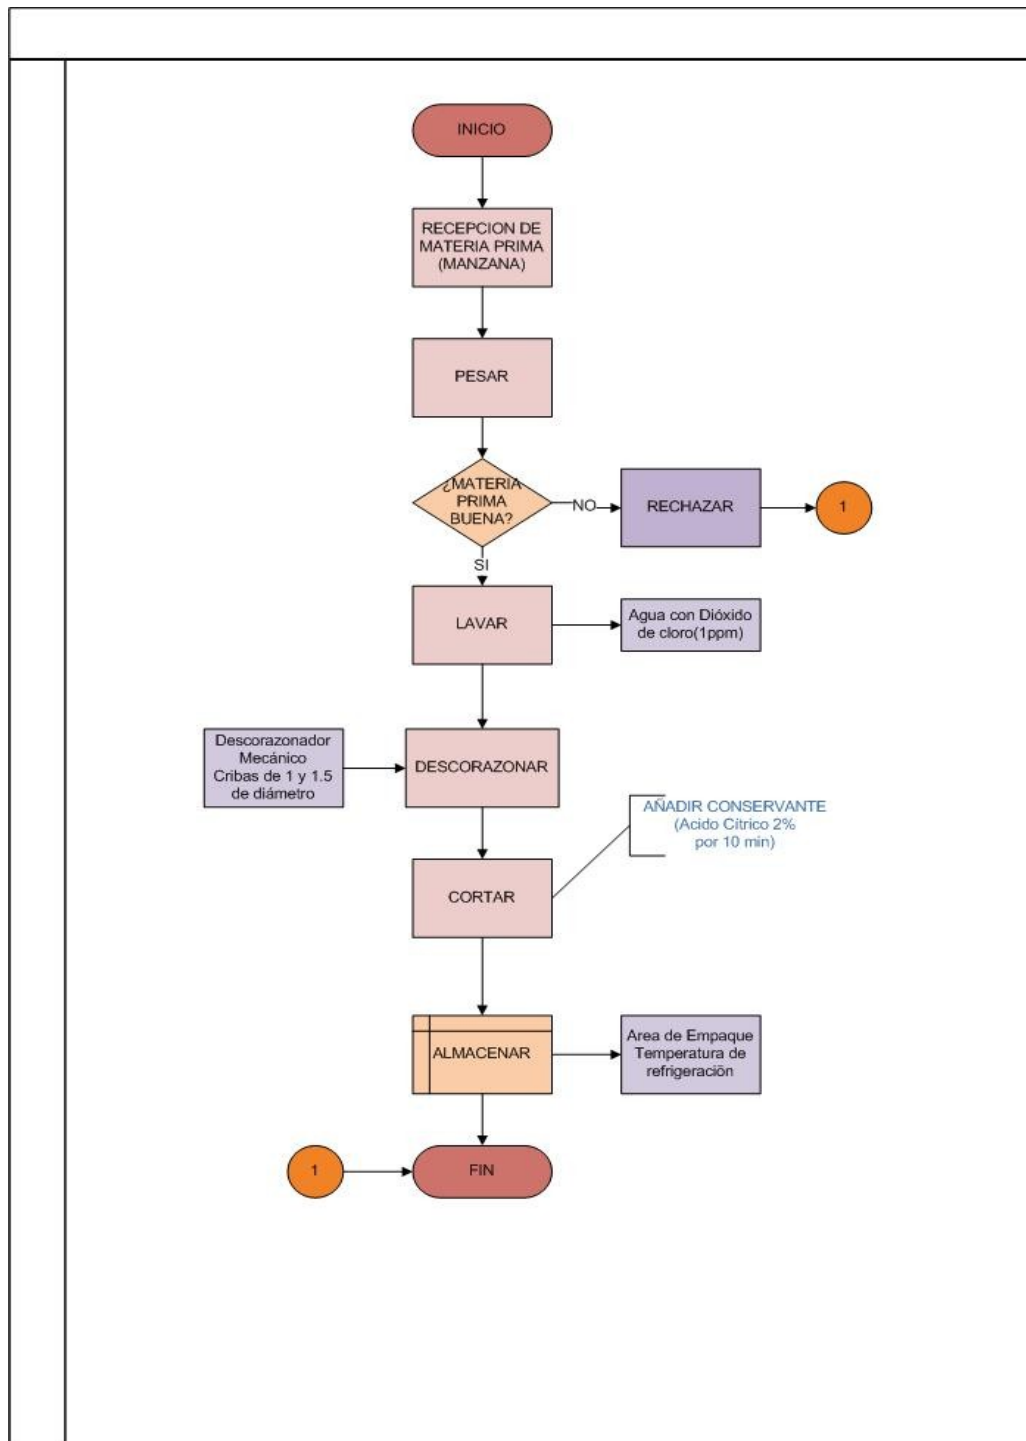 INICIO
RECEPCION DE
MATERIA PRIMA
(MANZANA)
PESAR
¿MATERIA
PRIMA
BUENA?
NO
RECHAZAR
1
SI
LAVAR
Agua con Dióxido
de cloro(1ppm)
Descorazonador
Mecánico
Cribas de 1 y 1.5
de diámetro
DESCORAZONAR
AÑADIR CONSERVANTE
(Acido Cítrico 2%
por 10 min)
CORTAR
ALMACENAR
Area de Empaque
Temperatura de
refrigeraciön
1
FIN